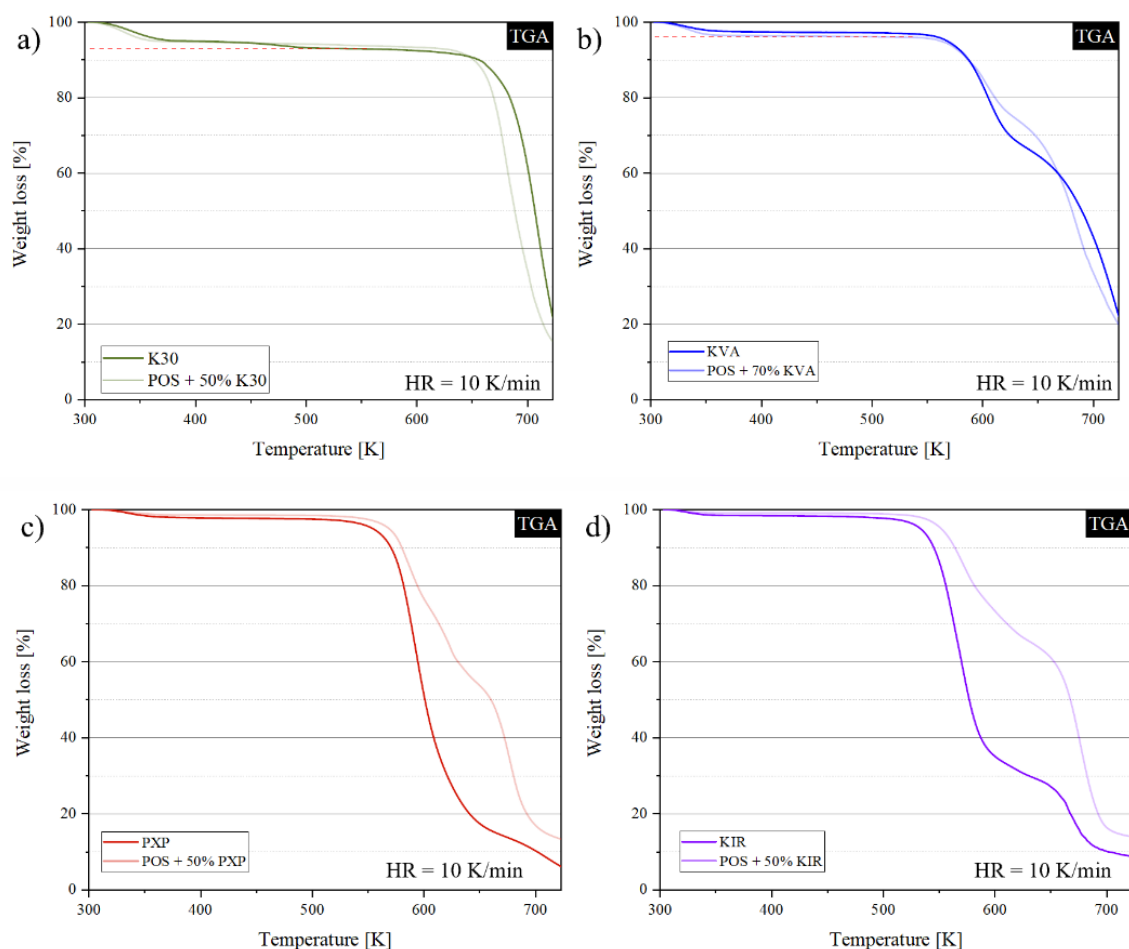 a)
TGA
100
80
60
40
20
0
Weight loss [%]
K30
POS + 50% K30
HR = 10 K/min
300 400 500 600 700
Temperature [K]
b)
TGA
100
80
60
40
20
0
Weight loss [%]
KVA
POS + 70% KVA
HR = 10 K/min
300 400 500 600 700
Temperature [K]
c)
TGA
100
80
60
40
20
0
Weight loss [%]
PXP
POS + 50% PXP
HR = 10 K/min
300 400 500 600 700
Temperature [K]
d)
TGA
100
80
60
40
20
0
Weight loss [%]
KIR
POS + 50% KIR
HR = 10 K/min
300 400 500 600 700
Temperature [K]